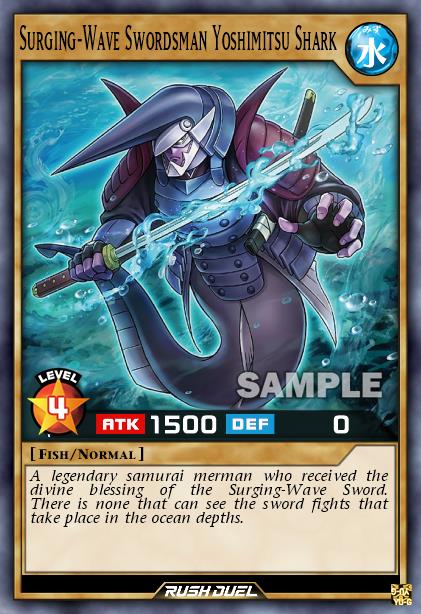 Surging-Wave Swordsman Yoshimitsu Shark
みず
水
SAMPLE
LEVEL
4
ATK 1500 DEF 0
[ Fish/Normal ]
A legendary samurai merman who received the
divine blessing of the Surging-Wave Sword.
There is none that can see the sword fights that
take place in the ocean depths.
RUSH DUEL